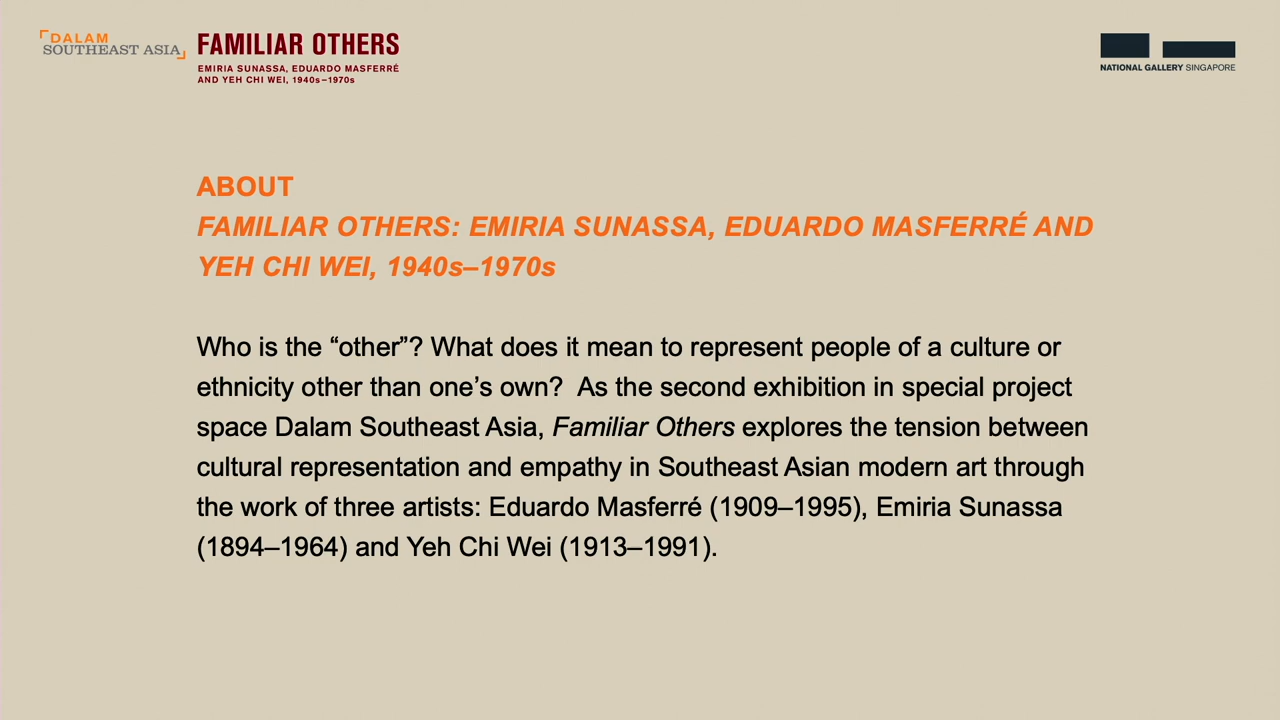 DALAM
SOUTHEAST ASIA
FAMILIAR OTHERS
EMIRIA SUNASSA, EDUARDO MASFERRÉ
AND YEH CHI WEI, 1940s–1970s
NATIONAL GALLERY SINGAPORE
ABOUT
FAMILIAR OTHERS: EMIRIA SUNASSA, EDUARDO MASFERRÉ AND
YEH CHI WEI, 1940s–1970s
Who is the “other”? What does it mean to represent people of a culture or
ethnicity other than one’s own?  As the second exhibition in special project
space Dalam Southeast Asia, Familiar Others explores the tension between
cultural representation and empathy in Southeast Asian modern art through
the work of three artists: Eduardo Masferré (1909–1995), Emiria Sunassa
(1894–1964) and Yeh Chi Wei (1913–1991).